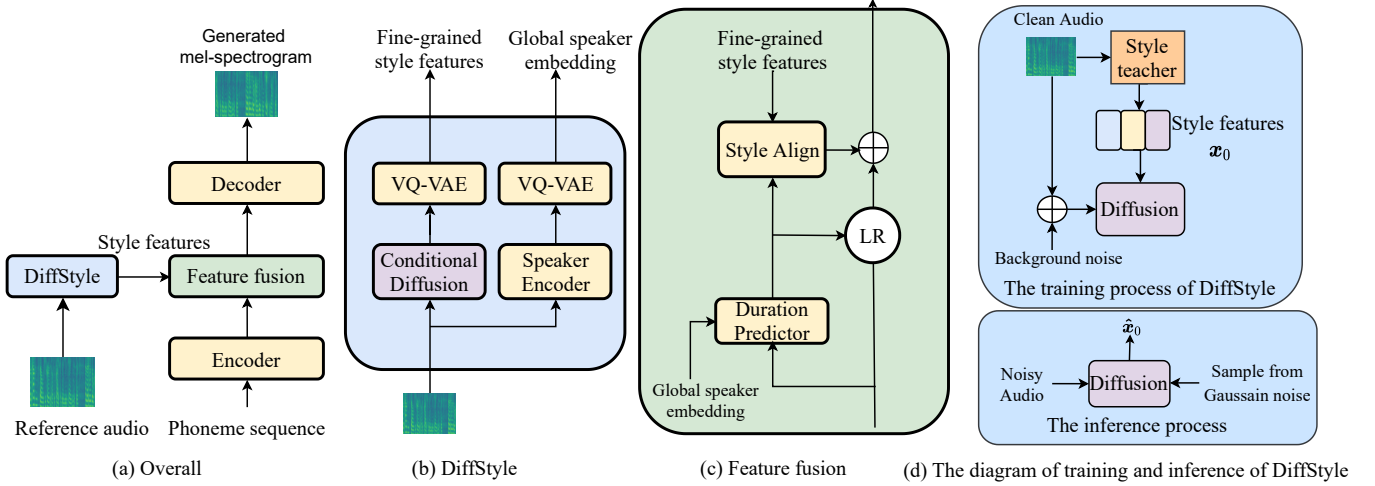 Generated
mel-spectrogram
Decoder
Style features
DiffStyle
Feature fusion
Encoder
Reference audio
Phoneme sequence
(a) Overall
Fine-grained
style features
Global speaker
embedding
VQ-VAE
VQ-VAE
Conditional
Diffusion
Speaker
Encoder
(b) DiffStyle
Fine-grained
style features
Style Align
LR
Duration
Predictor
Global speaker
embedding
(c) Feature fusion
Clean Audio
Style
teacher
Style features
x₀
Diffusion
Background noise
The training process of DiffStyle
x̂₀
Noisy
Audio
Diffusion
Sample from
Gaussain noise
The inference process
(d) The diagram of training and inference of DiffStyle